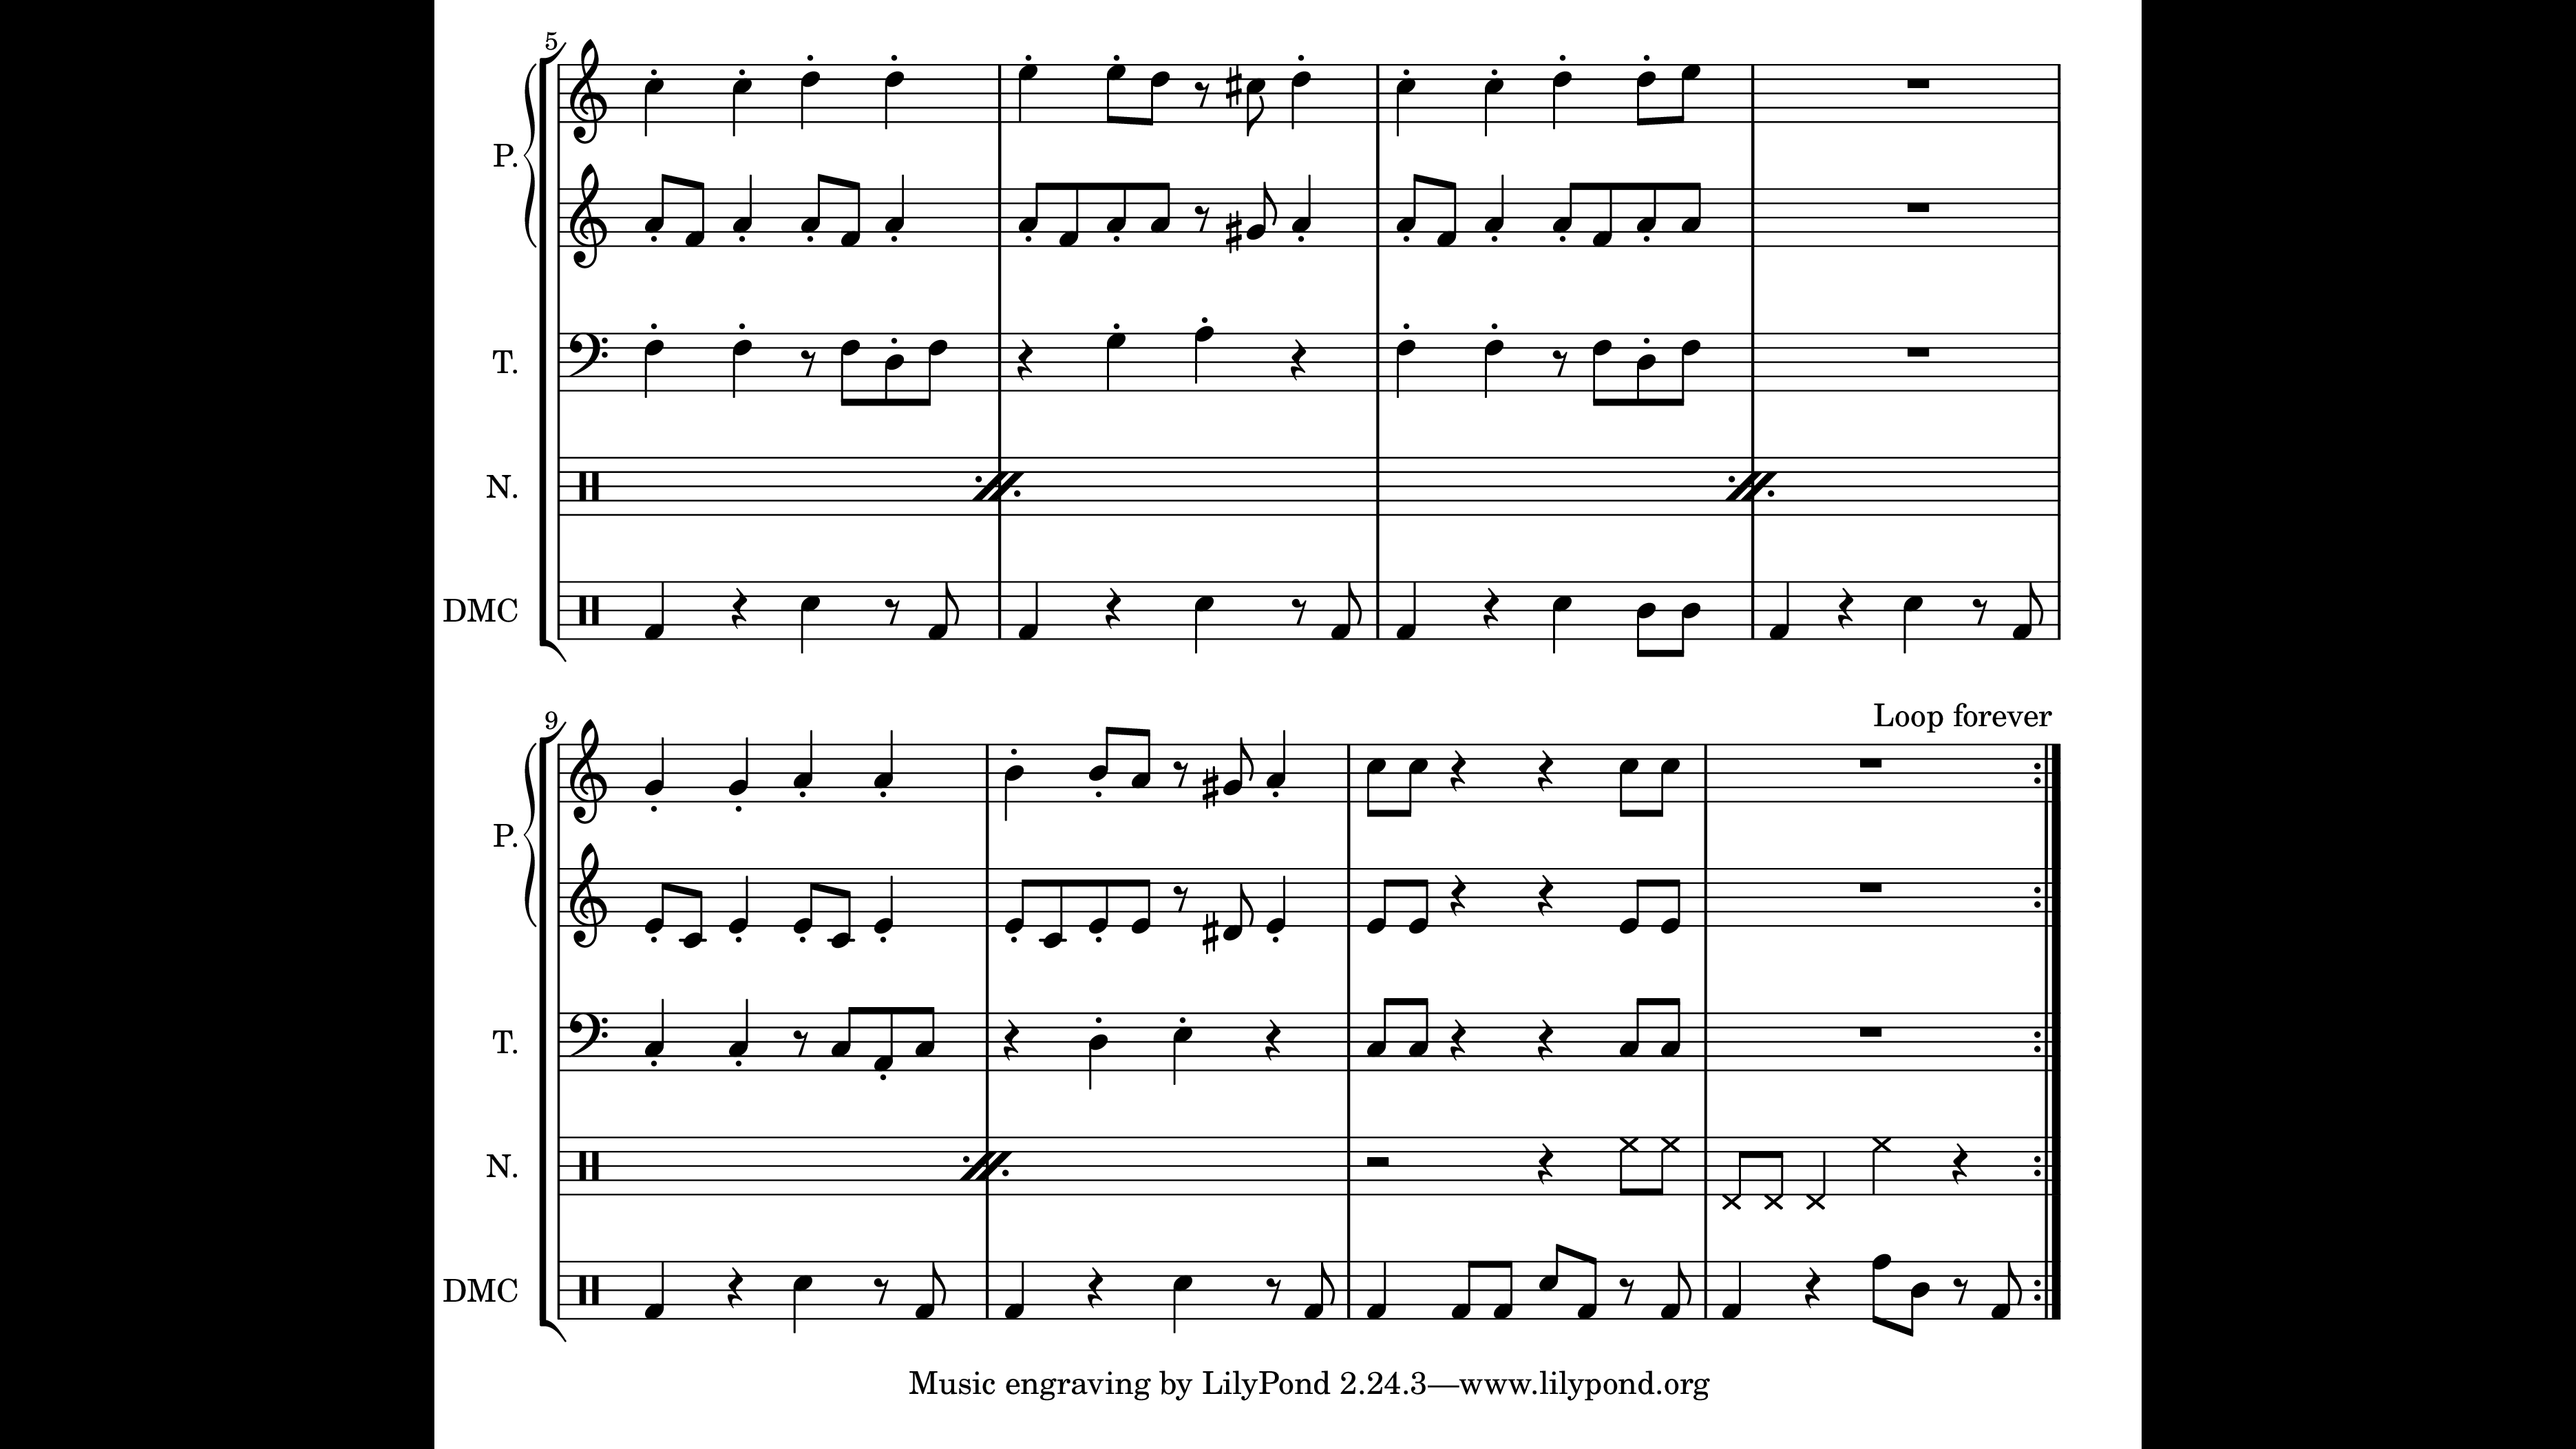 5
P.
T.
N.
DMC
Loop forever
9
P.
T.
N.
DMC
Music engraving by LilyPond 2.24.3—www.lilypond.org